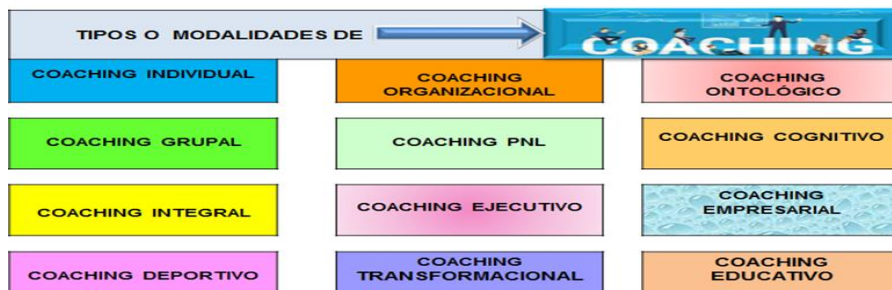 TIPOS O MODALIDADES DE
COACHING
COACHING INDIVIDUAL
COACHING
ORGANIZACIONAL
COACHING
ONTOLÓGICO
COACHING GRUPAL
COACHING PNL
COACHING COGNITIVO
COACHING INTEGRAL
COACHING EJECUTIVO
COACHING
EMPRESARIAL
COACHING DEPORTIVO
COACHING
TRANSFORMACIONAL
COACHING
EDUCATIVO